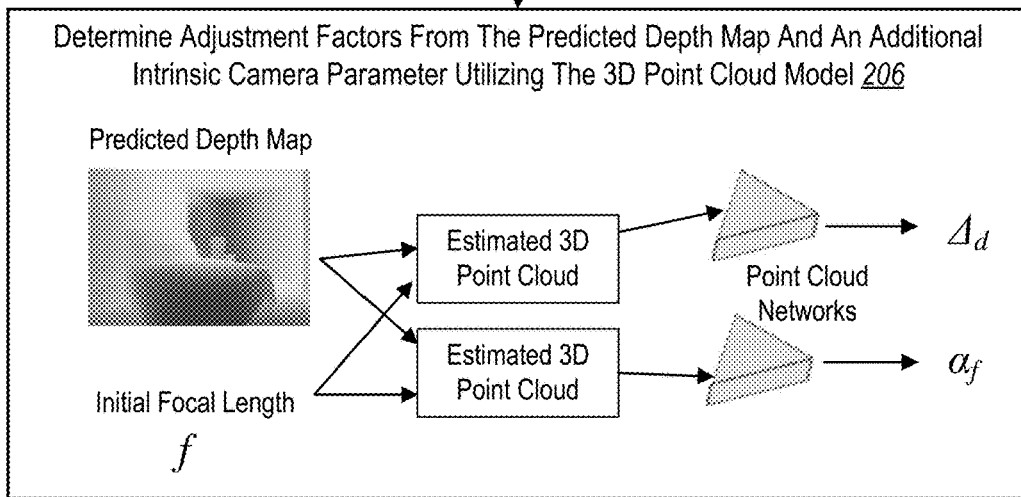 Determine Adjustment Factors From The Predicted Depth Map And An Additional
Intrinsic Camera Parameter Utilizing The 3D Point Cloud Model 206
Predicted Depth Map
Estimated 3D
Point Cloud
Δd
Point Cloud
Networks
Estimated 3D
Point Cloud
αf
Initial Focal Length
f